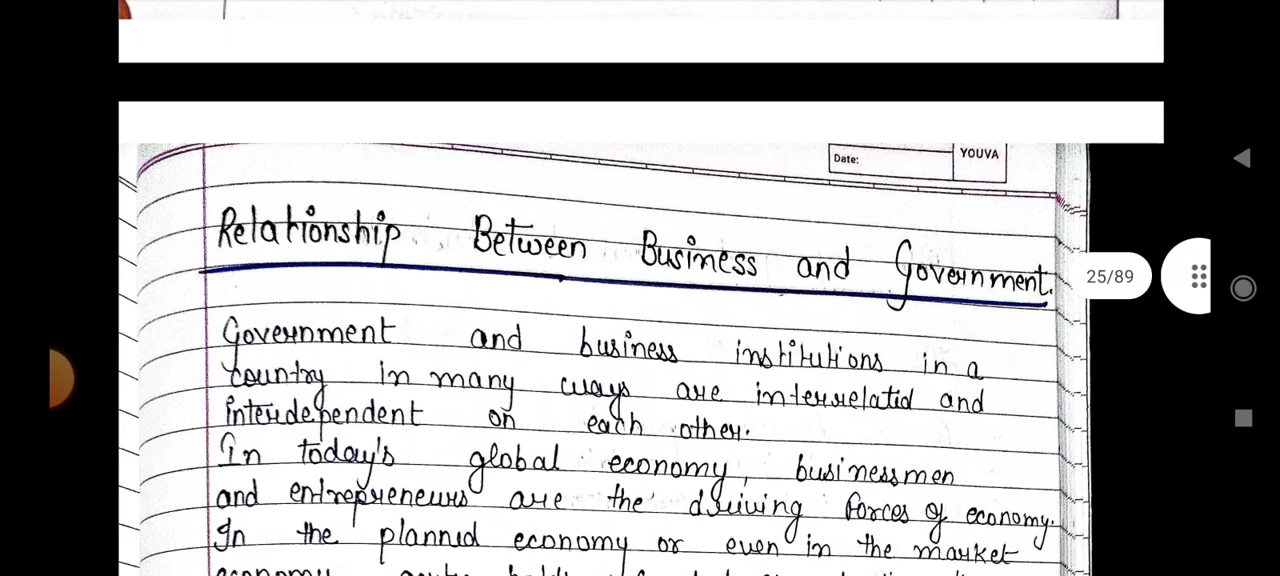 Date:
YOUVA
Relationship Between Business and Government.
25/89
Government and business institutions in a
country in many ways are interrelated and
interdependent on each other.
In today's global economy, businessmen
and entrepreneurs are the driving forces of economy.
In the planned economy or even in the market
economy